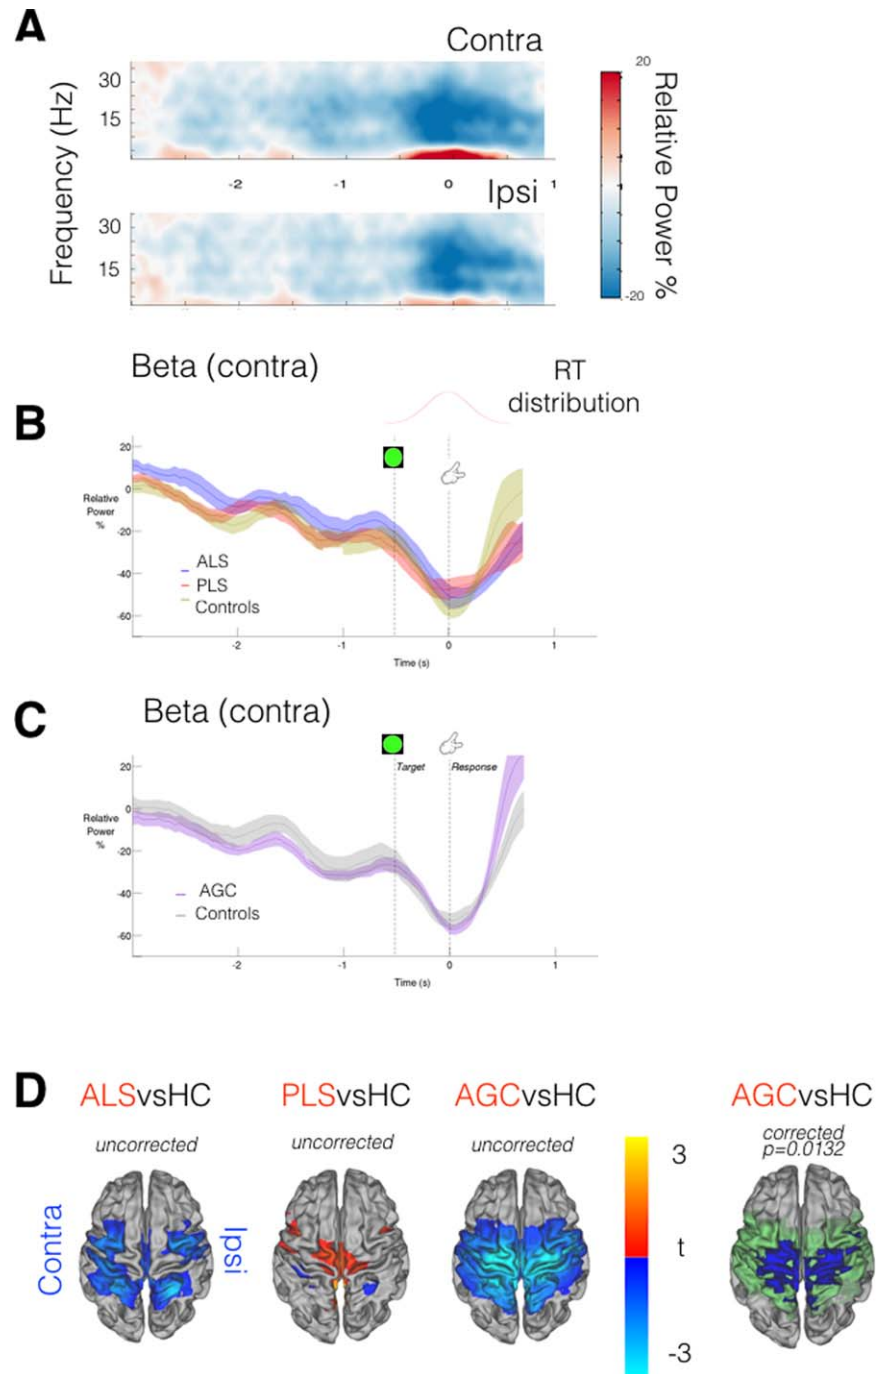 A
Contra
Frequency (Hz)
30
15
-2
-1
0
1
Ipsi
30
15
20
-20
Relative Power %
Beta (contra)
RT
distribution
B
20
0
-20
-40
-60
Relative
Power
%
ALS
PLS
Controls
-2
-1
0
1
Time (s)
C
Beta (contra)
Target
Response
20
0
-20
-40
-60
Relative
Power
%
AGC
Controls
-2
-1
0
1
Time (s)
D
ALSvsHC
PLSvsHC
AGCvsHC
AGCvsHC
uncorrected
uncorrected
uncorrected
corrected
p=0.0132
Contra
Ipsi
3
t
-3